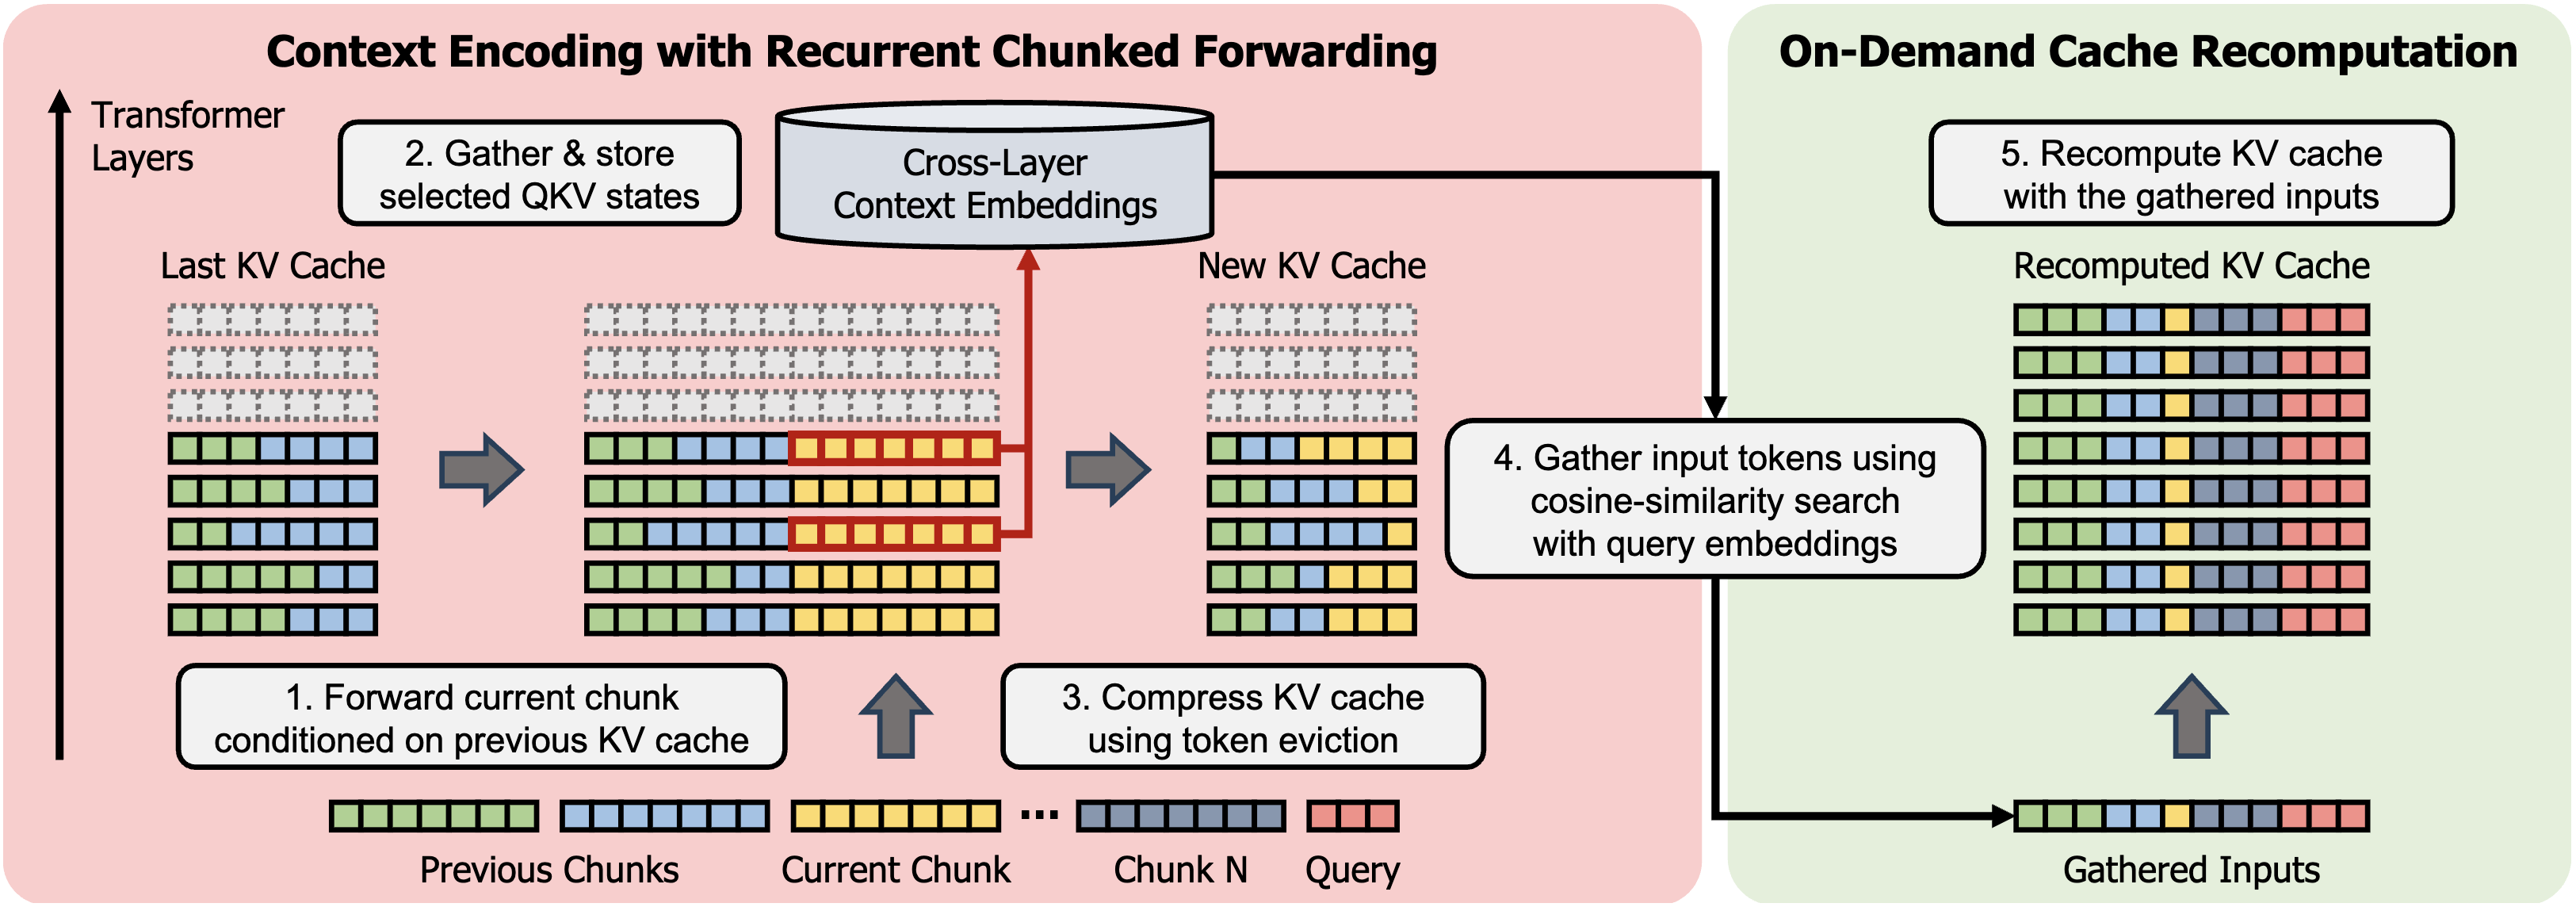 Context Encoding with Recurrent Chunked Forwarding
On-Demand Cache Recomputation
Transformer
Layers
2. Gather & store
selected QKV states
Cross-Layer
Context Embeddings
5. Recompute KV cache
with the gathered inputs
Last KV Cache
New KV Cache
Recomputed KV Cache
4. Gather input tokens using
cosine-similarity search
with query embeddings
1. Forward current chunk
conditioned on previous KV cache
3. Compress KV cache
using token eviction
...
Previous Chunks
Current Chunk
Chunk N
Query
Gathered Inputs